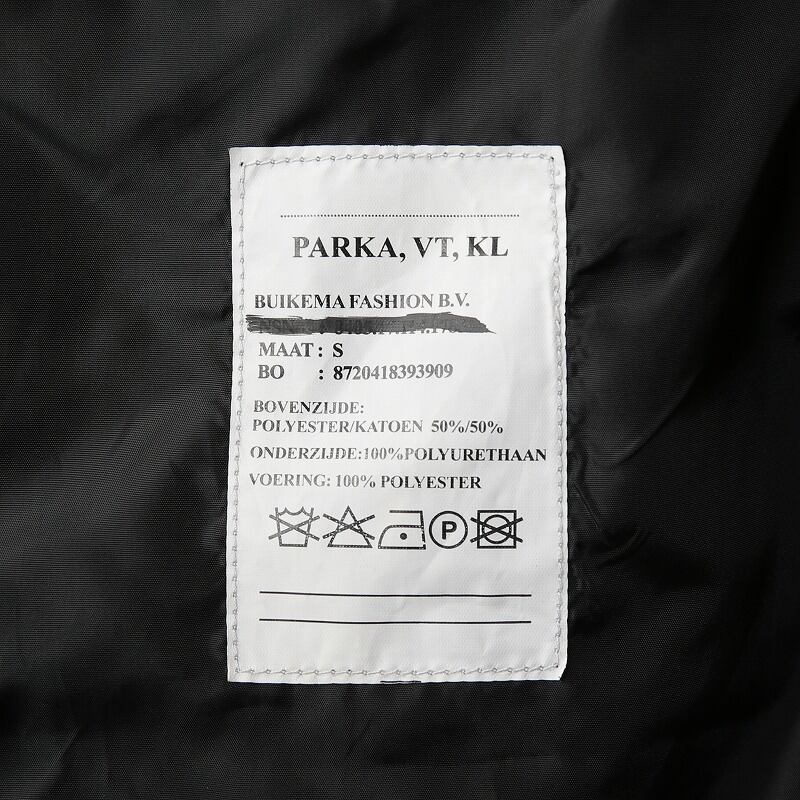 PARKA, VT, KL
BUIKEMA FASHION B.V.
MAAT : S
BO : 8720418393909
BOVENZIJDE:
POLYESTER/KATOEN 50%/50%
ONDERZIJDE:100%POLYURETHAAN
VOERING: 100% POLYESTER
P